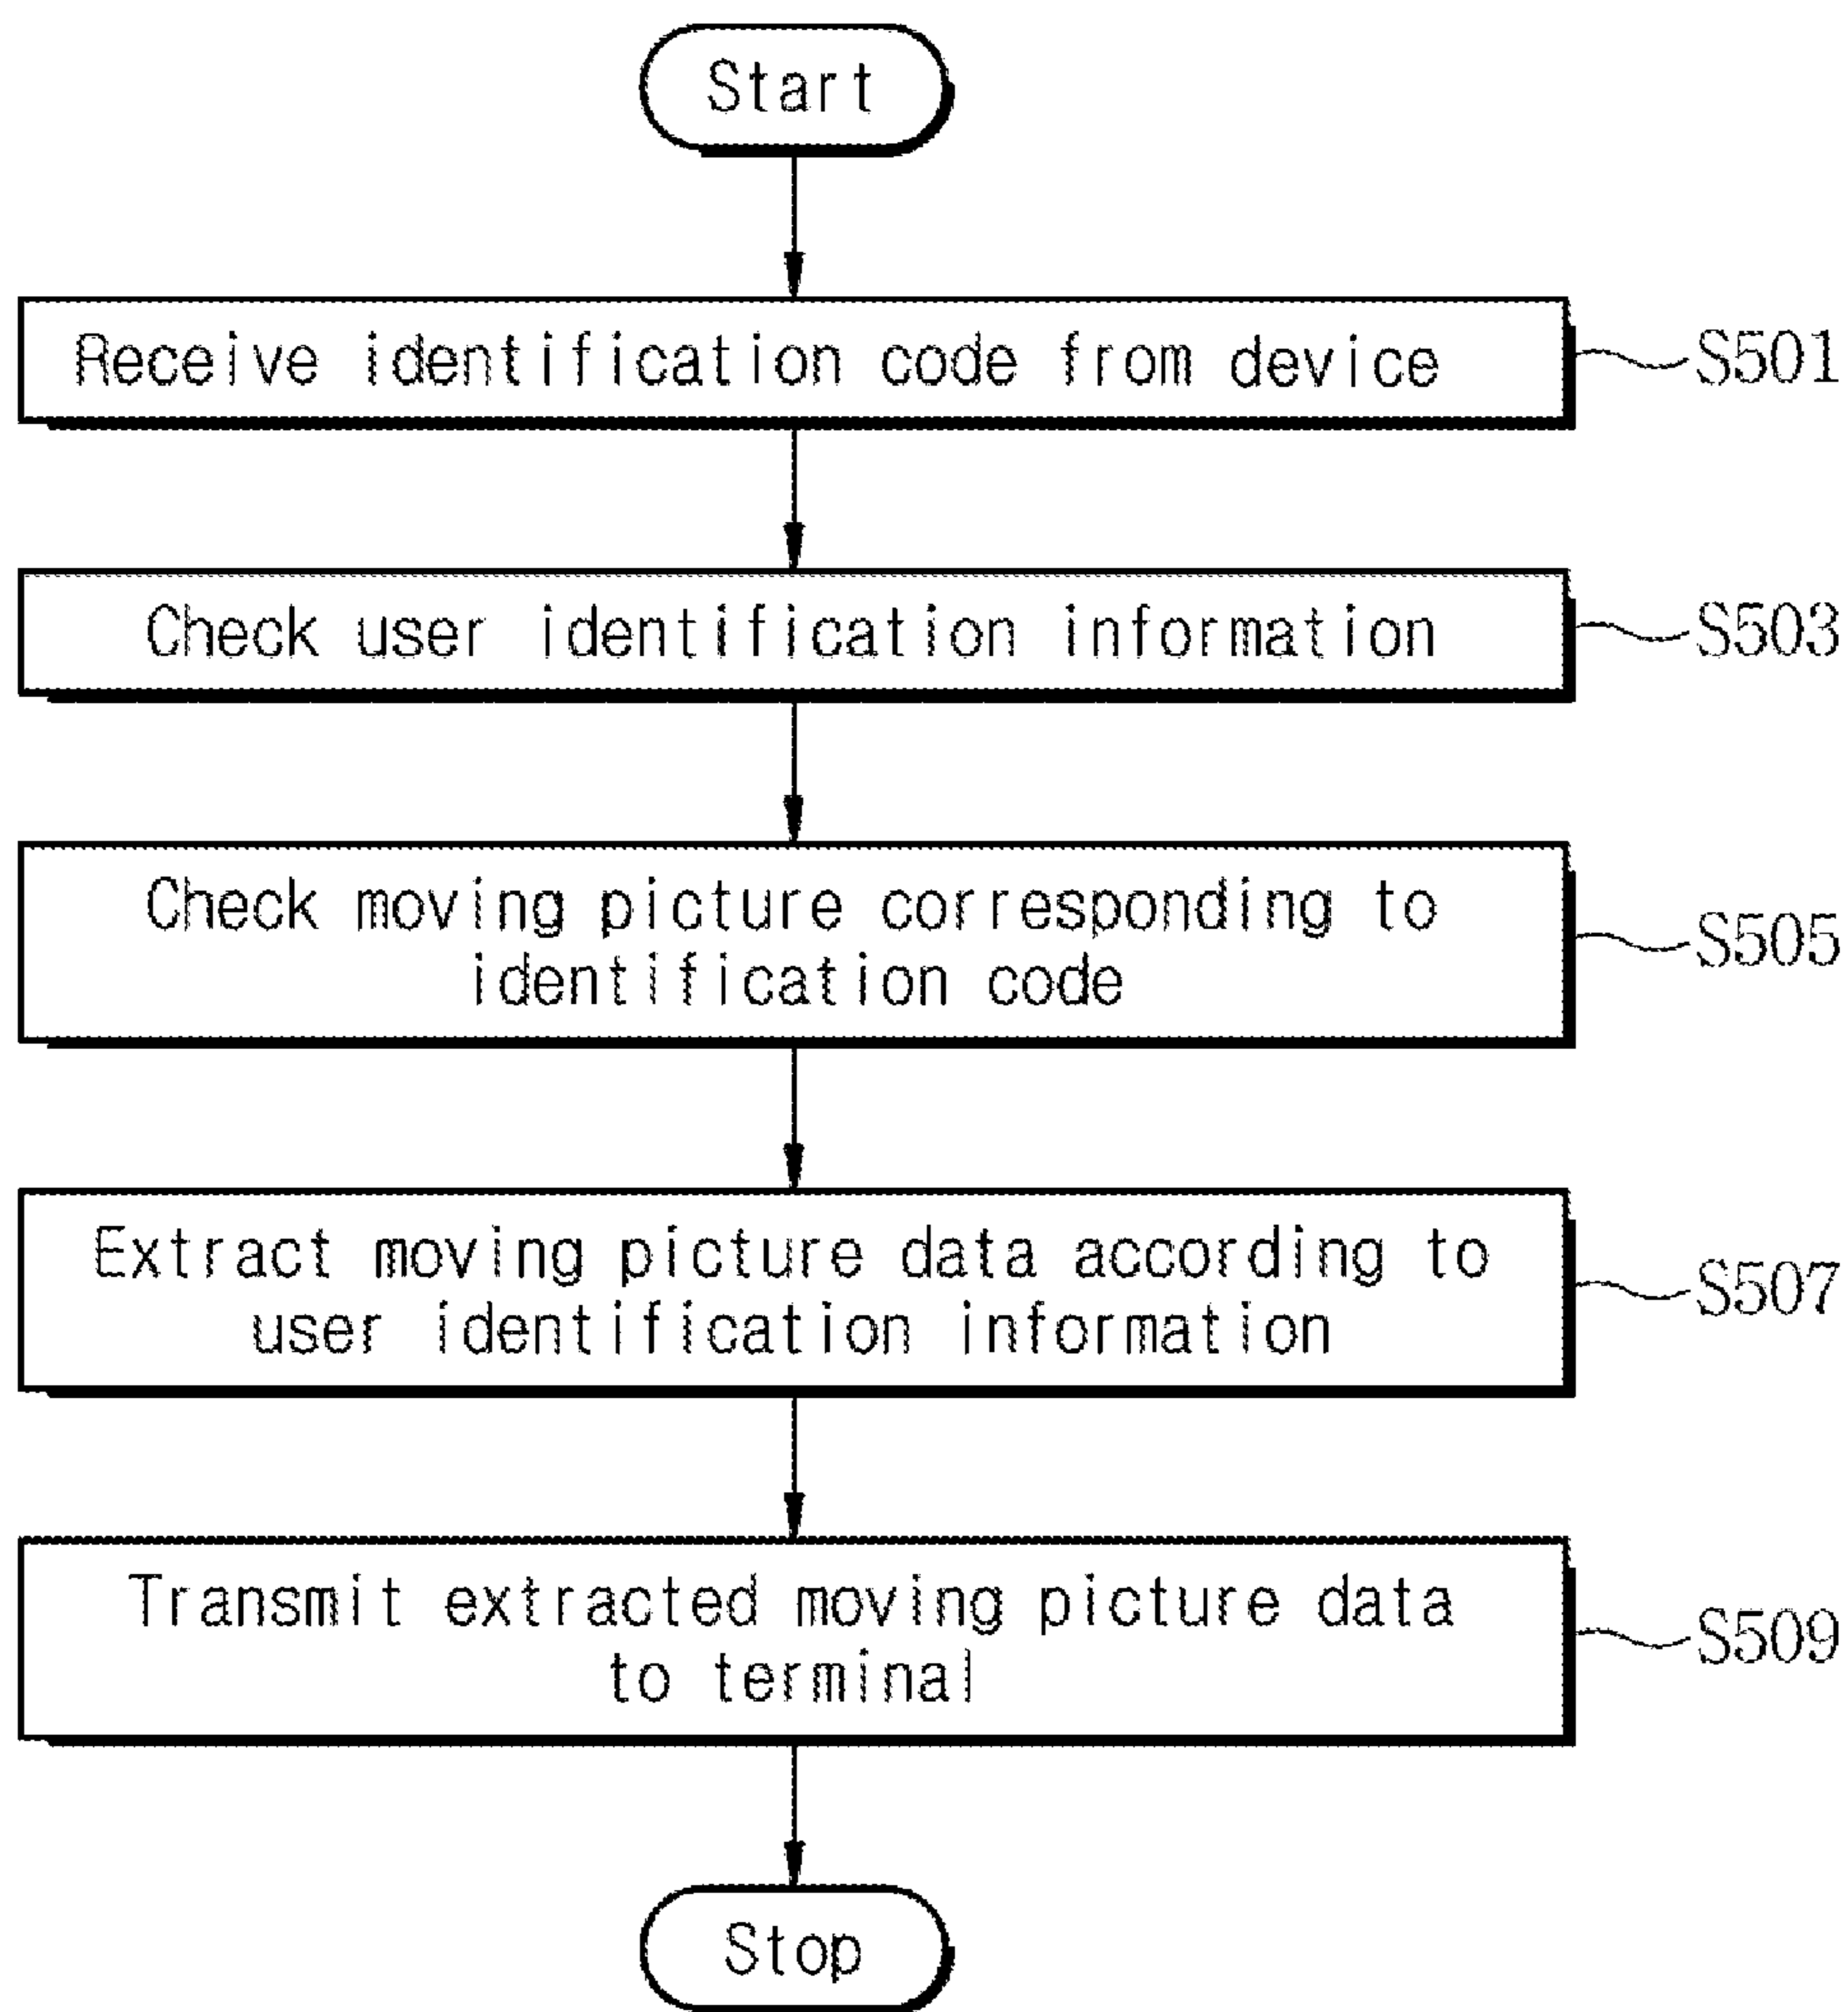 Start
Receive identification code from device
S501
Check user identification information
S503
Check moving picture corresponding to
identification code
S505
Extract moving picture data according to
user identification information
S507
Transmit extracted moving picture data
to terminal
S509
Stop